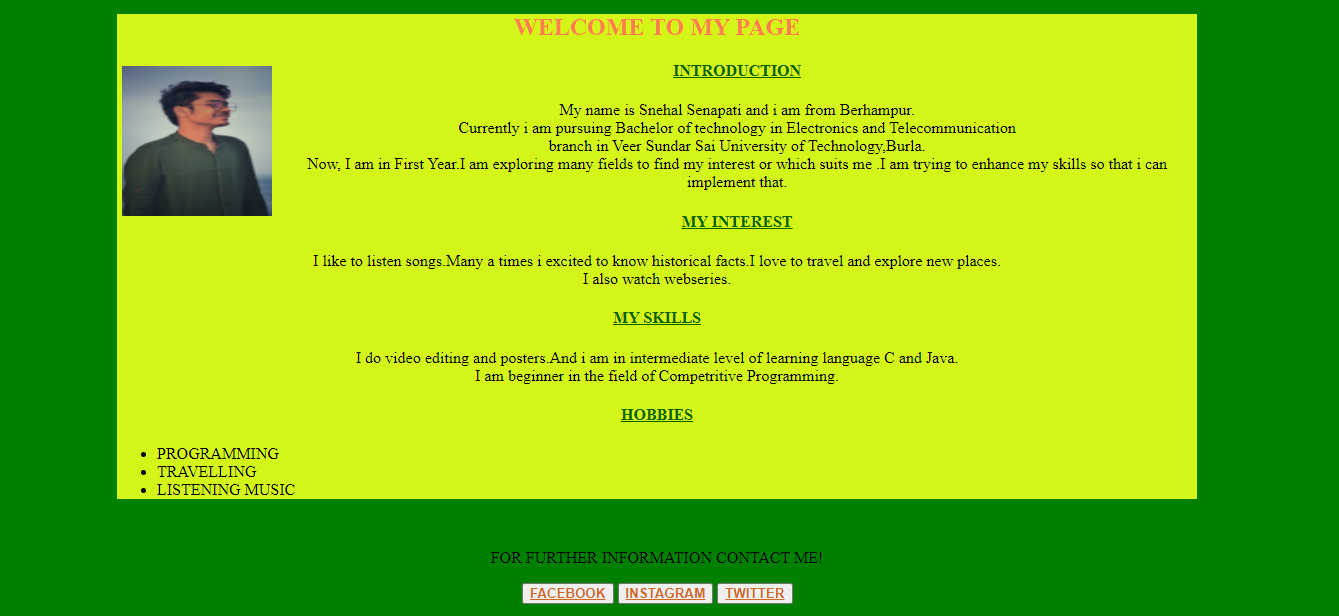 WELCOME TO MY PAGE
INTRODUCTION
My name is Snehal Senapati and i am from Berhampur.
Currently i am pursuing Bachelor of technology in Electronics and Telecommunication
branch in Veer Sundar Sai University of Technology,Burla.
Now, I am in First Year.I am exploring many fields to find my interest or which suits me .I am trying to enhance my skills so that i can
implement that.
MY INTEREST
I like to listen songs.Many a times i excited to know historical facts.I love to travel and explore new places.
I also watch webseries.
MY SKILLS
I do video editing and posters.And i am in intermediate level of learning language C and Java.
I am beginner in the field of Competritive Programming.
HOBBIES
• PROGRAMMING
• TRAVELLING
• LISTENING MUSIC
FOR FURTHER INFORMATION CONTACT ME!
FACEBOOK INSTAGRAM TWITTER